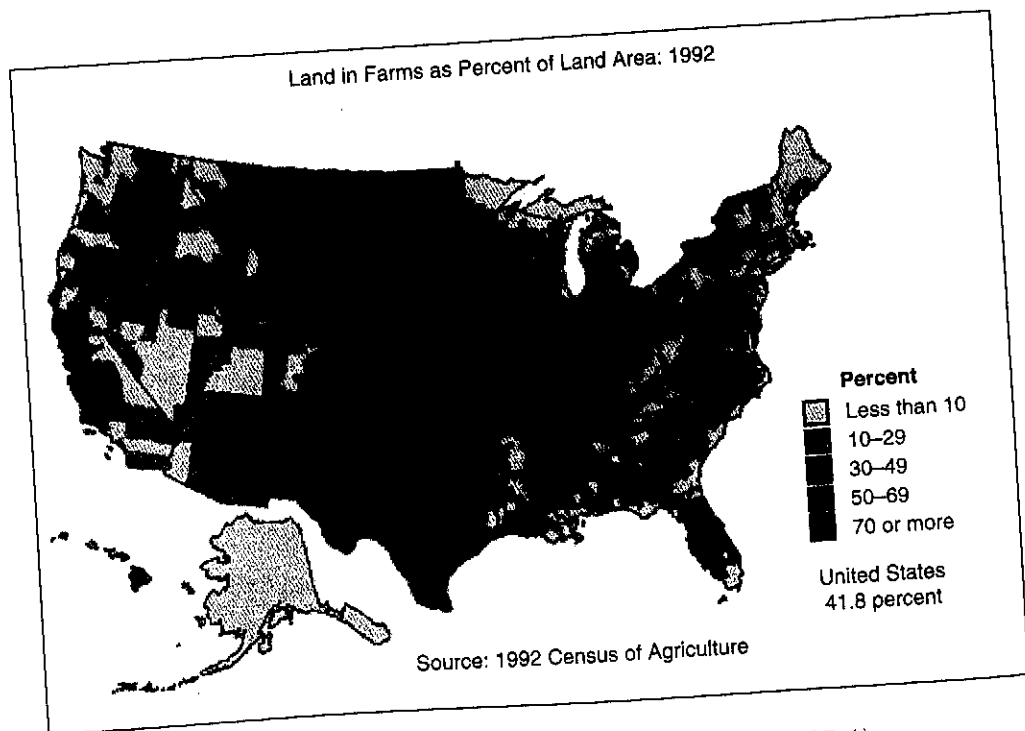 Land in Farms as Percent of Land Area: 1992
Percent
Less than 10
10–29
30–49
50–69
70 or more
United States
41.8 percent
Source: 1992 Census of Agriculture